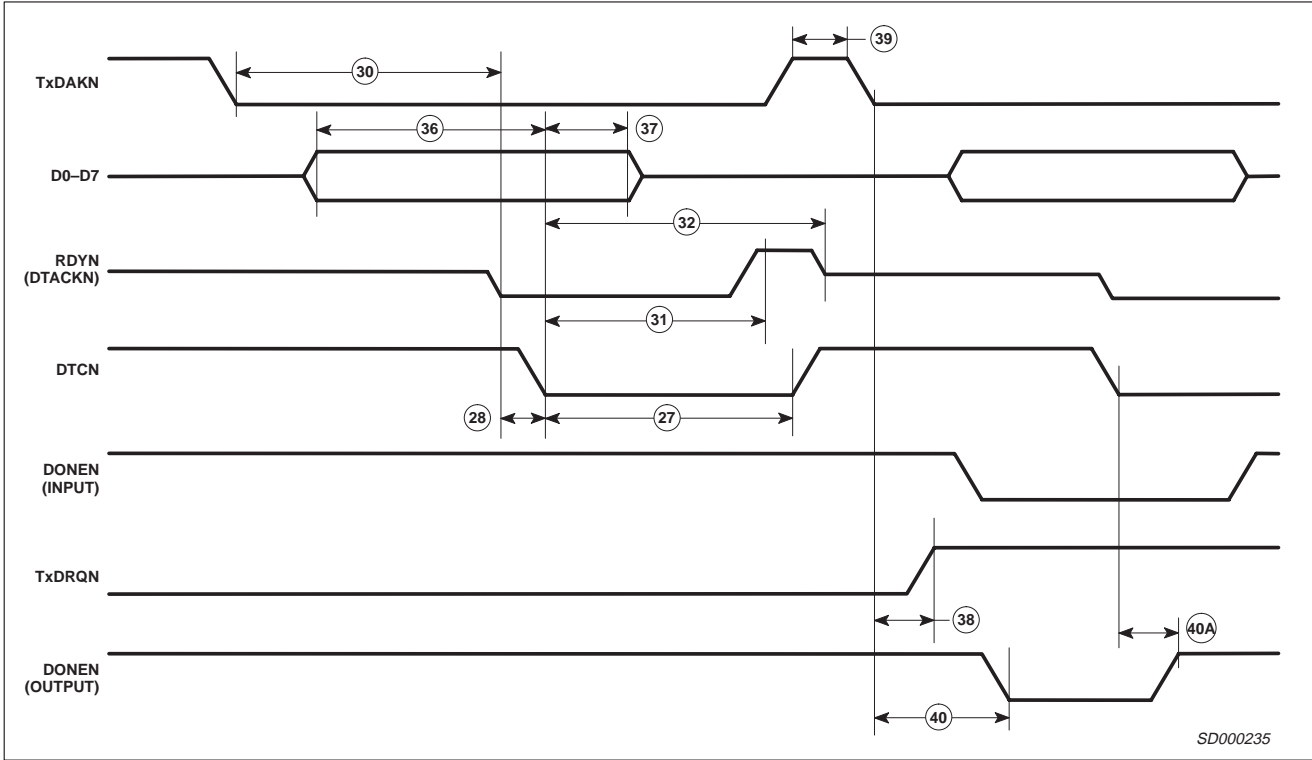 39
TxDAKN
30
36
37
D0–D7
32
RDYN
(DTACKN)
31
DTCN
28
27
DONEN
(INPUT)
TxDRQN
38
40A
DONEN
(OUTPUT)
40
SD000235